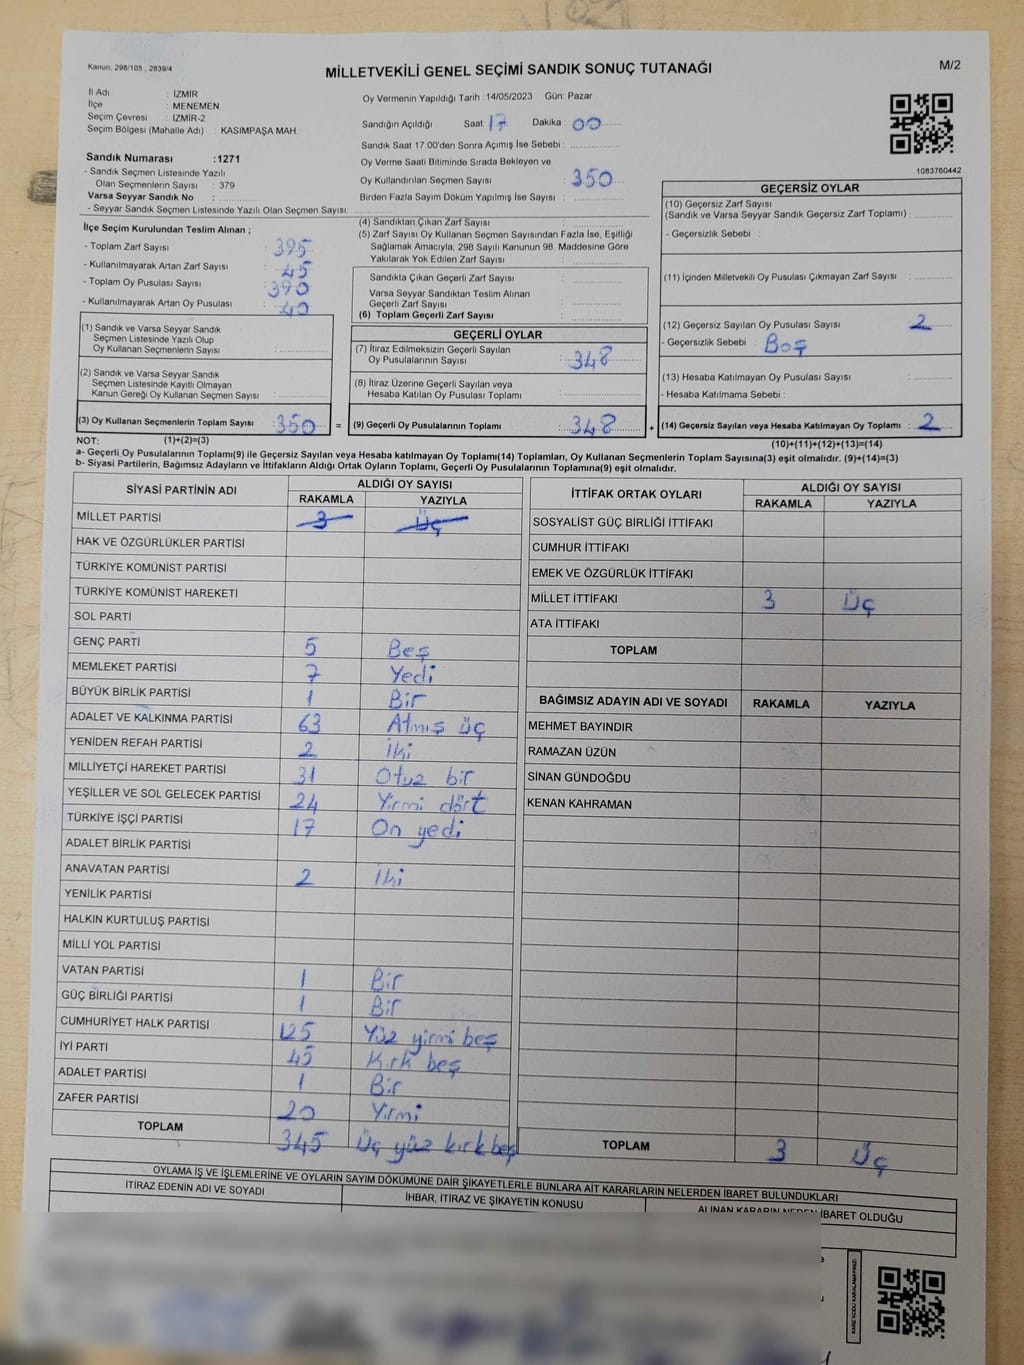 Kanun, 298/105 , 2839/4
MİLLETVEKİLİ GENEL SEÇİMİ SANDIK SONUÇ TUTANAĞI
M/2
İl Adı : İZMİR
İlçe : MENEMEN
Seçim Çevresi : İZMİR-2
Seçim Bölgesi (Mahalle Adı) : KASIMPAŞA MAH.
Oy Vermenin Yapıldığı Tarih : 14/05/2023 Gün: Pazar
Sandığın Açıldığı Saat: 17 Dakika : 00
Sandık Saat 17:00'den Sonra Açımış İse Sebebi :
Oy Verme Saati Bitiminde Sırada Bekleyen ve
Oy Kullandırılan Seçmen Sayısı : 350
Birden Fazla Sayım Döküm Yapılmış İse Sayısı :
1083760442
Sandık Numarası :1271
- Sandık Seçmen Listesinde Yazılı
Olan Seçmenlerin Sayısı : 379
Varsa Seyyar Sandık No :
- Seyyar Sandık Seçmen Listesinde Yazılı Olan Seçmen Sayısı:
İlçe Seçim Kurulundan Teslim Alınan ;
- Toplam Zarf Sayısı : 395
- Kullanılmayarak Artan Zarf Sayısı : 45
- Toplam Oy Pusulası Sayısı : 390
- Kullanılmayarak Artan Oy Pusulası : 40
(1) Sandık ve Varsa Seyyar Sandık
Seçmen Listesinde Yazılı Olup
Oy Kullanan Seçmenlerin Sayısı :
(2) Sandık ve Varsa Seyyar Sandık
Seçmen Listesinde Kayıtlı Olmayan
Kanun Gereği Oy Kullanan Seçmen Sayısı :
(3) Oy Kullanan Seçmenlerin Toplam Sayısı : 350 =
(1)+(2)=(3)
(4) Sandıktan Çıkan Zarf Sayısı :
(5) Zarf Sayısı Oy Kullanan Seçmen Sayısından Fazla İse, Eşitliği
Sağlamak Amacıyla; 298 Sayılı Kanunun 98. Maddesine Göre
Yakılarak Yok Edilen Zarf Sayısı :
Sandıkta Çıkan Geçerli Zarf Sayısı :
Varsa Seyyar Sandıktan Teslim Alınan
Geçerli Zarf Sayısı :
(6) Toplam Geçerli Zarf Sayısı :
GEÇERLİ OYLAR
(7) İtiraz Edilmeksizin Geçerli Sayılan
Oy Pusulalarının Sayısı : 348
(8) İtiraz Üzerine Geçerli Sayılan veya
Hesaba Katılan Oy Pusulası Toplamı :
(9) Geçerli Oy Pusulalarının Toplamı : 348 +
GEÇERSİZ OYLAR
(10) Geçersiz Zarf Sayısı
(Sandık ve Varsa Seyyar Sandık Geçersiz Zarf Toplamı) :
- Geçersizlik Sebebi :
(11) İçinden Milletvekili Oy Pusulası Çıkmayan Zarf Sayısı :
(12) Geçersiz Sayılan Oy Pusulası Sayısı : 2
- Geçersizlik Sebebi : Boş
(13) Hesaba Katılmayan Oy Pusulası Sayısı :
- Hesaba Katılmama Sebebi :
(14) Geçersiz Sayılan veya Hesaba Katılmayan Oy Toplamı : 2
(10)+(11)+(12)+(13)=(14)
NOT:
a- Geçerli Oy Pusulasının Toplamı(9) ile Geçersiz veya Hesaba katılmayan Oy Toplamı(14) Toplamları, Oy Kullanan Seçmenlerin Toplam Sayısına(3) eşit olmalıdır. (9)+(14)=(3)
b- Siyasi Partilerin, Bağımsız Adayların ve İttifakların Aldığı Ortak Oyların Toplamı, Geçerli Oy Pusulalarının Toplamına(9) eşit olmalıdır.
SİYASİ PARTİNİN ADI ALDIĞI OY SAYISI
RAKAMLA YAZIYLA
MİLLET PARTİSİ 3 Üç
HAK VE ÖZGÜRLÜKLER PARTİSİ
TÜRKİYE KOMÜNİST PARTİSİ
TÜRKİYE KOMÜNİST HAREKETİ
SOL PARTİ
GENÇ PARTİ 5 Beş
MEMLEKET PARTİSİ 7 Yedi
BÜYÜK BİRLİK PARTİSİ 1 Bir
ADALET VE KALKINMA PARTİSİ 63 Atmış üç
YENİDEN REFAH PARTİSİ 2 İki
MİLLİYETÇİ HAREKET PARTİSİ 31 Otuz bir
YEŞİLLER VE SOL GELECEK PARTİSİ 24 Yirmi dört
TÜRKİYE İŞÇİ PARTİSİ 17 On yedi
ADALET BİRLİK PARTİSİ
ANAVATAN PARTİSİ 2 İki
YENİLİK PARTİSİ
HALKIN KURTULUŞ PARTİSİ
MİLLİ YOL PARTİSİ
VATAN PARTİSİ 1 Bir
GÜÇ BİRLİĞİ PARTİSİ 1 Bir
CUMHURİYET HALK PARTİSİ 125 Yüz yirmi beş
İYİ PARTİ 45 Kırk beş
ADALET PARTİSİ 1 Bir
ZAFER PARTİSİ 20 Yirmi
TOPLAM 345 Üç yüz kırk beş
İTTİFAK ORTAK OYLARI ALDIĞI OY SAYISI
RAKAMLA YAZIYLA
SOSYALİST GÜÇ BİRLİĞİ İTTİFAKI
CUMHUR İTTİFAKI
EMEK VE ÖZGÜRLÜK İTTİFAKI
MİLLET İTTİFAKI 3 Üç
ATA İTTİFAKI
TOPLAM
BAĞIMSIZ ADAYIN ADI VE SOYADI RAKAMLA YAZIYLA
MEHMET BAYINDIR
RAMAZAN ÜZÜN
SİNAN GÜNDOĞDU
KENAN KAHRAMAN
TOPLAM 3 Üç
OYLAMA İŞ VE İŞLEMLERİNE VE OYLARIN SAYIM DÖKÜMÜNE DAİR ŞİKAYETLERLE BUNLARA AİT KARARLARIN NELERDEN İBARET BULUNDUKLARI
İTİRAZ EDENİN ADI VE SOYADI
İHBAR, İTİRAZ VE ŞİKAYETİN KONUSU
ALINAN KARARIN NEDEN İBARET OLDUĞU
KARE KODU KARALAMAYINIZ!